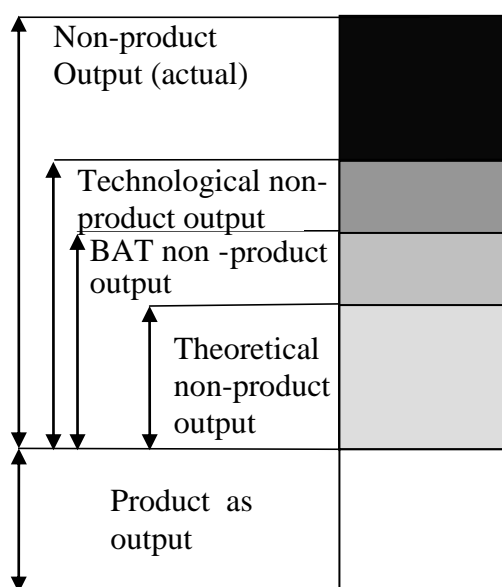 Non-product
Output (actual)
Technological non-
product output
BAT non -product
output
Theoretical
non-product
output
Product as
output